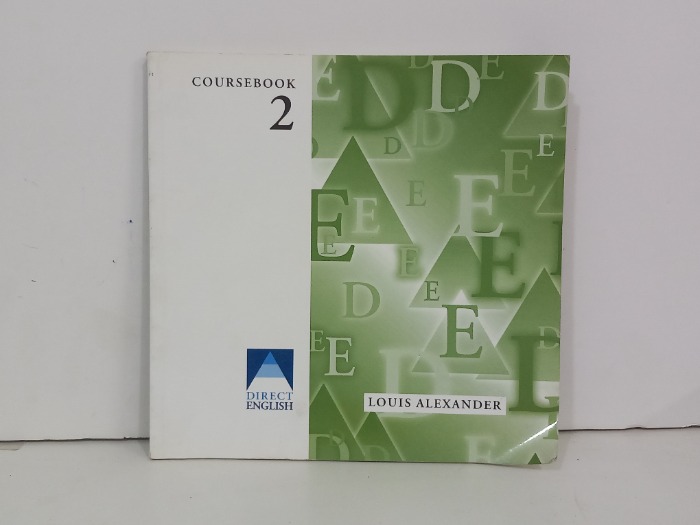 COURSEBOOK
2
DIRECT
ENGLISH
LOUIS ALEXANDER